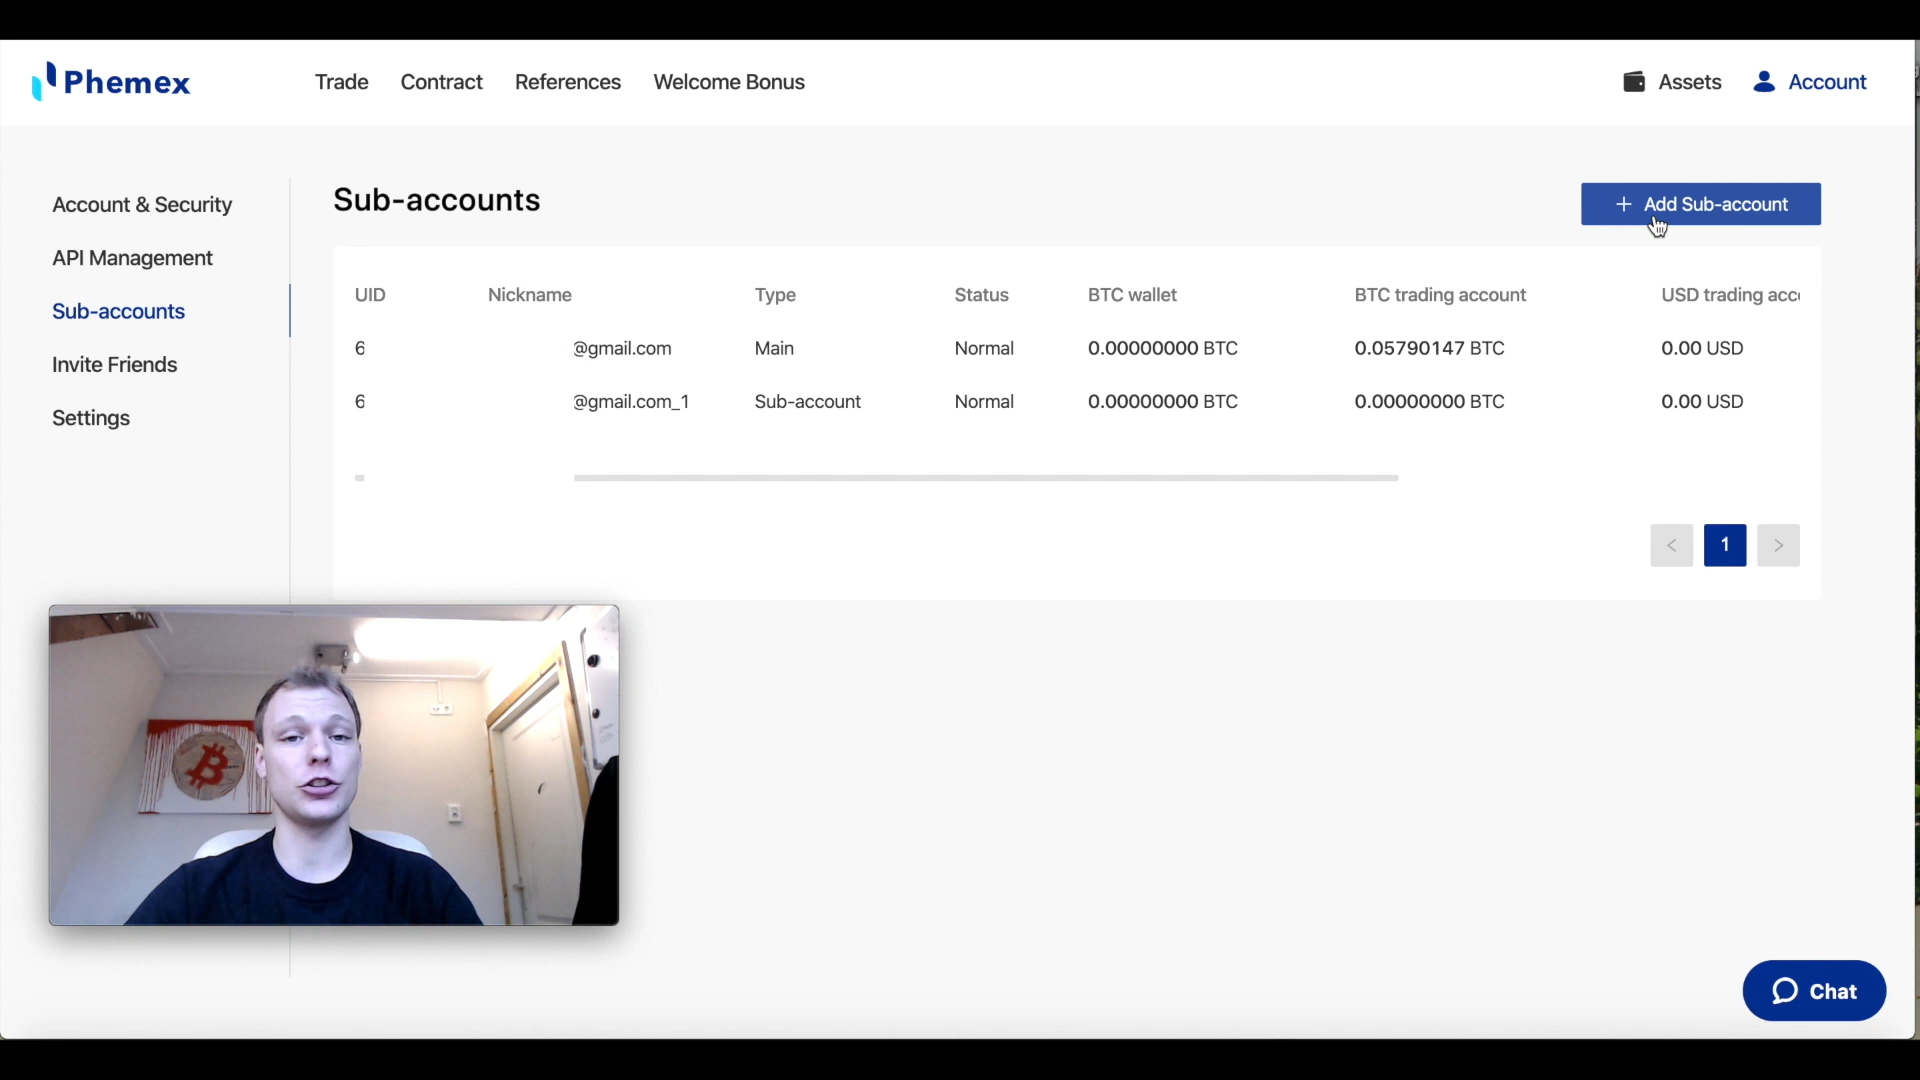 Phemex
Trade Contract References Welcome Bonus Assets Account
Account & Security
API Management
Sub-accounts
Invite Friends
Settings
Sub-accounts
+ Add Sub-account
UID Nickname Type Status BTC wallet BTC trading account USD trading acc
6 @gmail.com Main Normal 0.00000000 BTC 0.05790147 BTC 0.00 USD
6 @gmail.com_1 Sub-account Normal 0.00000000 BTC 0.00000000 BTC 0.00 USD
< 1 >
Chat